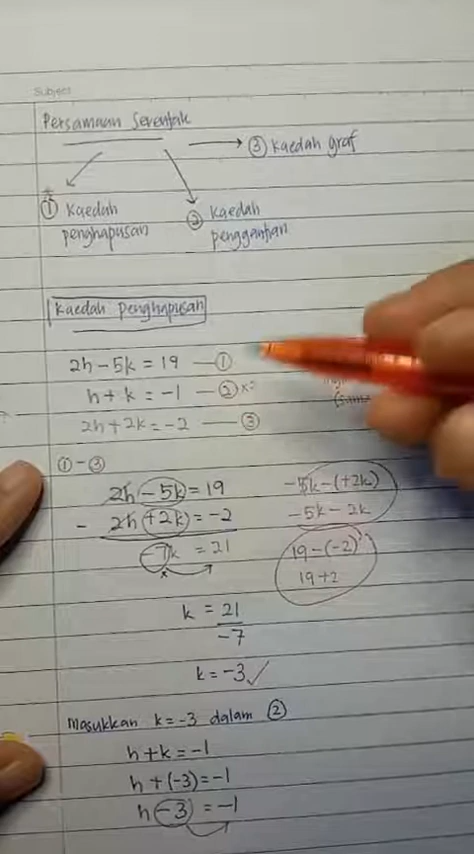 Subject
Persamaan Serentak
③ Kaedah graf
① Kaedah penghapusan
② Kaedah penggantian
Kaedah Penghapusan
2h - 5k = 19 — ①
h + k = -1 — ②
2h + 2k = -2 — ③
① - ③
2h - 5k = 19
- 2h + 2k = -2
-7k = 21
-5k - (+2k)
-5k - 2k
19 - (-2)
19 + 2
k = 21
-7
k = -3 ✓
Masukkan k = -3 dalam ②
h + k = -1
h + (-3) = -1
h - 3 = -1